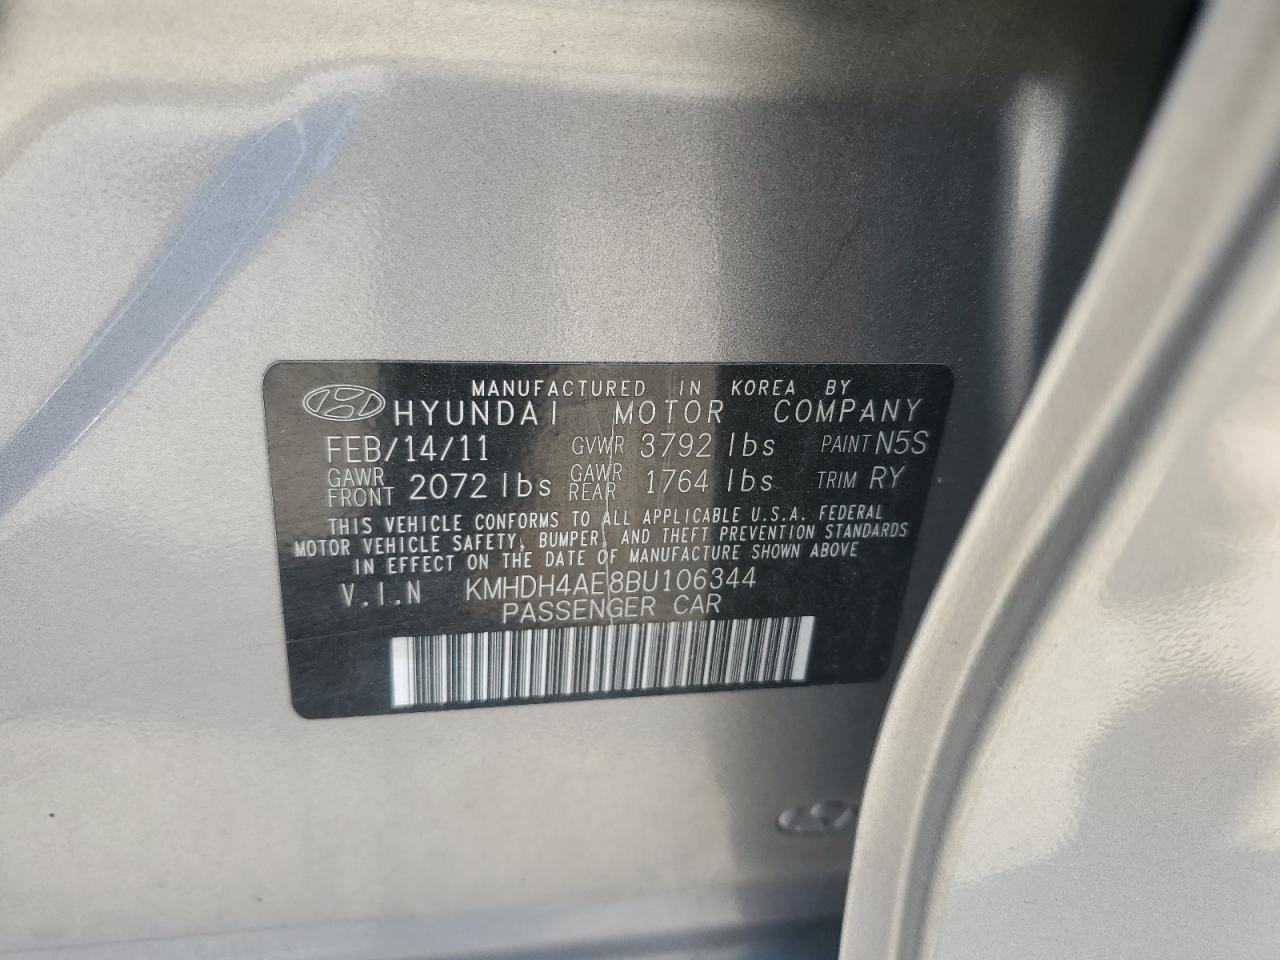 MANUFACTURED IN KOREA BY
HYUNDAI MOTOR COMPANY
FEB/14/11 GVWR 3792 lbs PAINT N5S
GAWR FRONT 2072 lbs GAWR REAR 1764 lbs TRIM RY
THIS VEHICLE CONFORMS TO ALL APPLICABLE U.S.A. FEDERAL
MOTOR VEHICLE SAFETY, BUMPER, AND THEFT PREVENTION STANDARDS
IN EFFECT ON THE DATE OF MANUFACTURE SHOWN ABOVE
V.I.N KMHDH4AE8BU106344
PASSENGER CAR